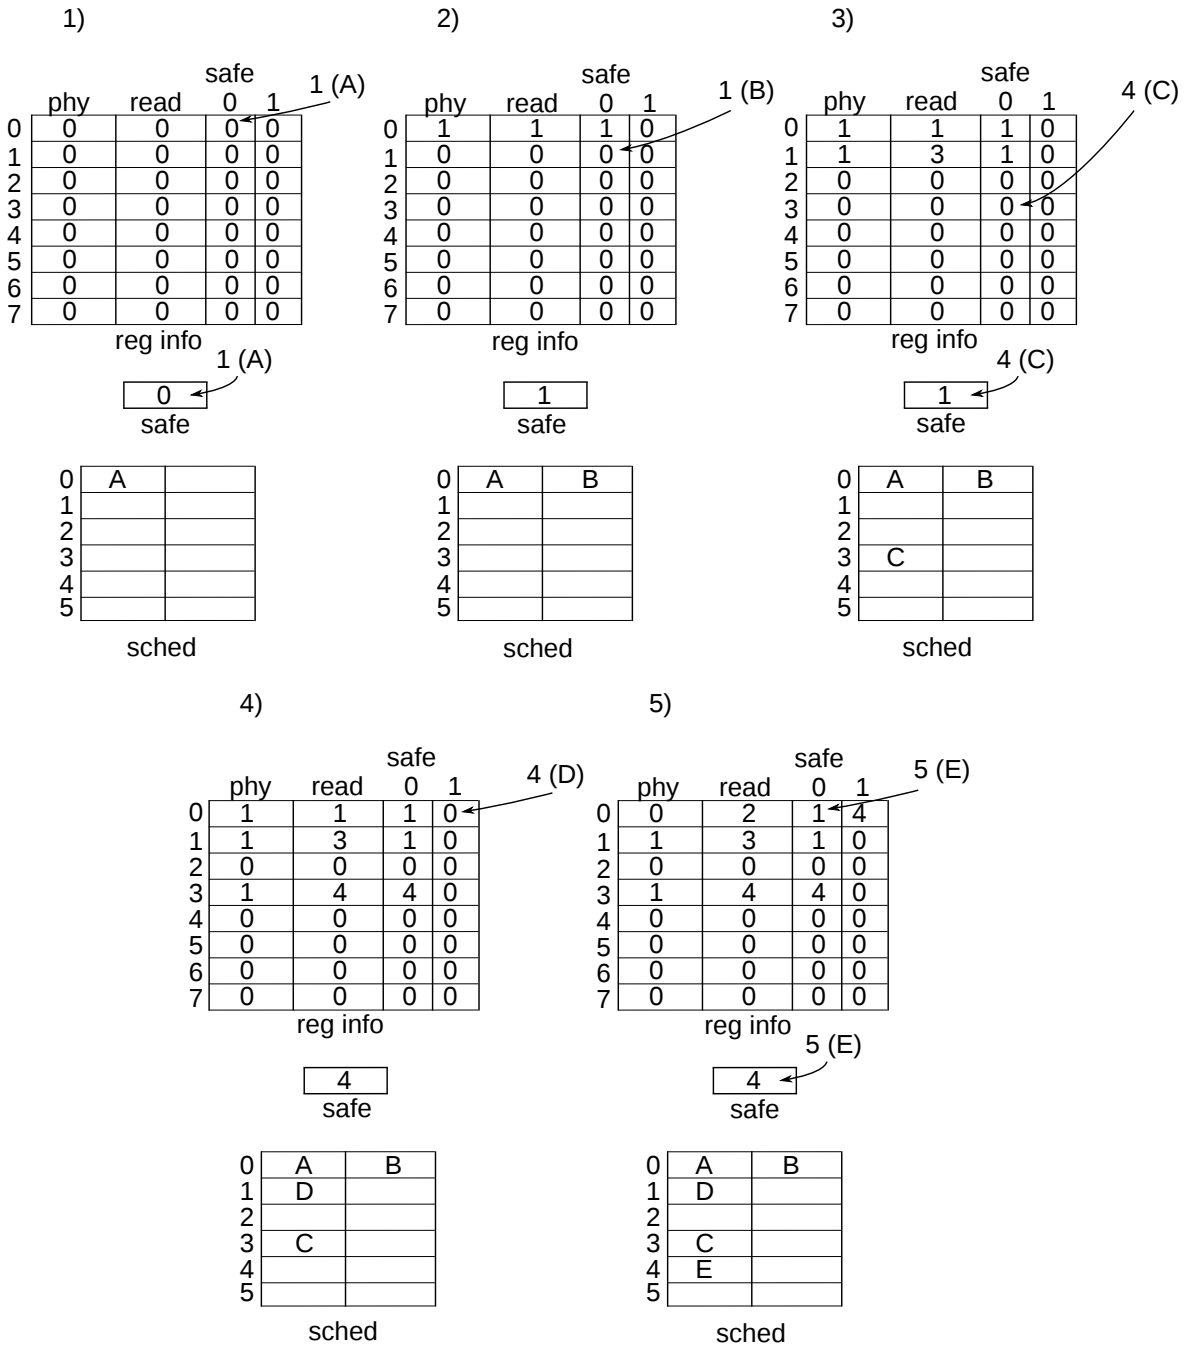 1) 2) 3)
safe safe safe
1 (A) 1 (B) 4 (C)
phy read 0 1 phy read 0 1 phy read 0 1
0 0 0 0 0 0 1 1 1 0 0 1 1 1 0
1 0 0 0 0 1 0 0 0 0 1 1 3 1 0
2 0 0 0 0 2 0 0 0 0 2 0 0 0 0
3 0 0 0 0 3 0 0 0 0 3 0 0 0 0
4 0 0 0 0 4 0 0 0 0 4 0 0 0 0
5 0 0 0 0 5 0 0 0 0 5 0 0 0 0
6 0 0 0 0 6 0 0 0 0 6 0 0 0 0
7 0 0 0 0 7 0 0 0 0 7 0 0 0 0
reg info reg info reg info
1 (A) 4 (C)
0 1 1
safe safe safe
0 A 0 A B 0 A B
1 1 1
2 2 2
3 3 3 C
4 4 4
5 5 5
sched sched sched
4) 5)
safe safe
4 (D) 5 (E)
phy read 0 1 phy read 0 1
0 1 1 1 0 0 0 2 1 4
1 1 3 1 0 1 1 3 1 0
2 0 0 0 0 2 0 0 0 0
3 1 4 4 0 3 1 4 4 0
4 0 0 0 0 4 0 0 0 0
5 0 0 0 0 5 0 0 0 0
6 0 0 0 0 6 0 0 0 0
7 0 0 0 0 7 0 0 0 0
reg info reg info
5 (E)
4 4
safe safe
0 A B 0 A B
1 D 1 D
2 2
3 C 3 C
4 4 E
5 5
sched sched